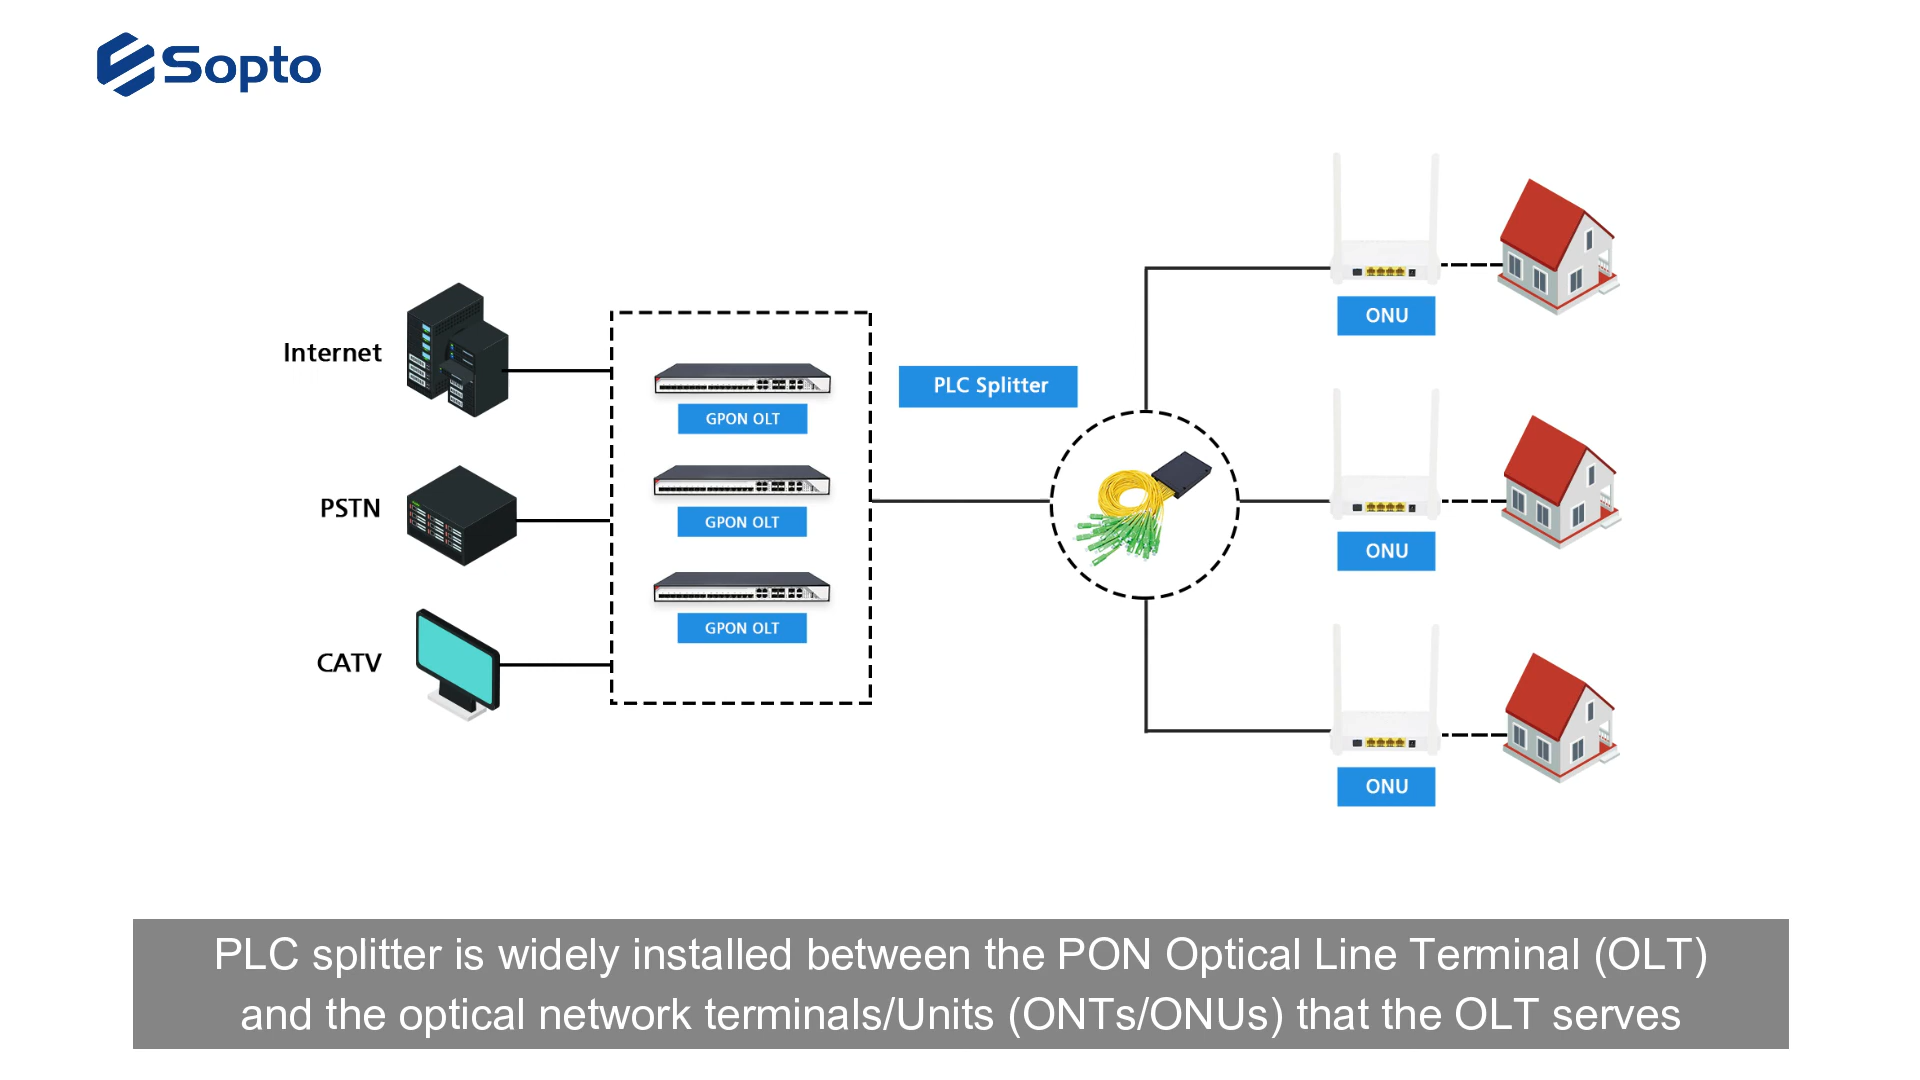 Sopto
Internet
PSTN
CATV
GPON OLT
GPON OLT
GPON OLT
PLC Splitter
ONU
ONU
ONU
PLC splitter is widely installed between the PON Optical Line Terminal (OLT)
and the optical network terminals/Units (ONTs/ONUs) that the OLT serves